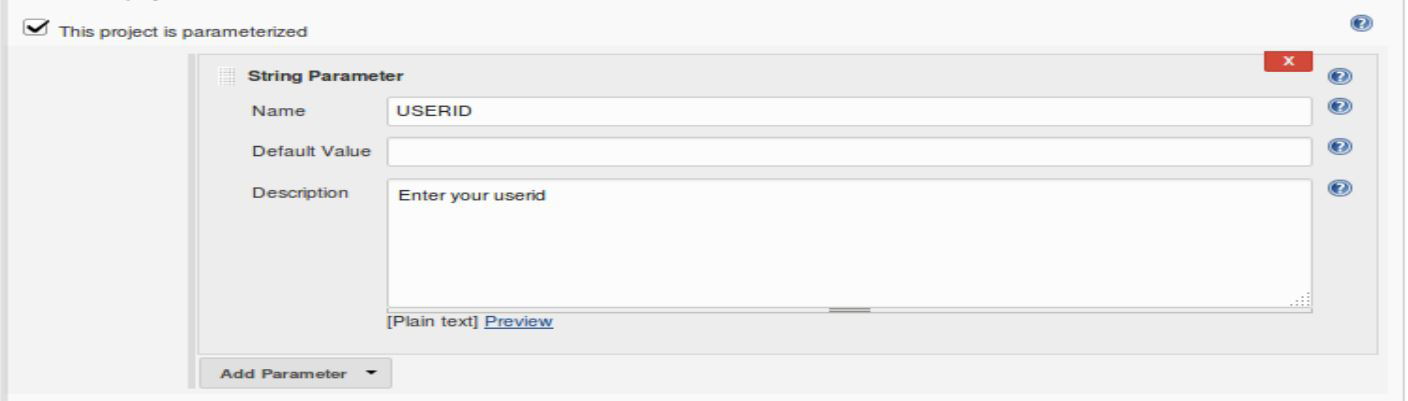 This project is parameterized
String Parameter
X
Name
USERID
Default Value
Description
Enter your userid
[Plain text] Preview
Add Parameter